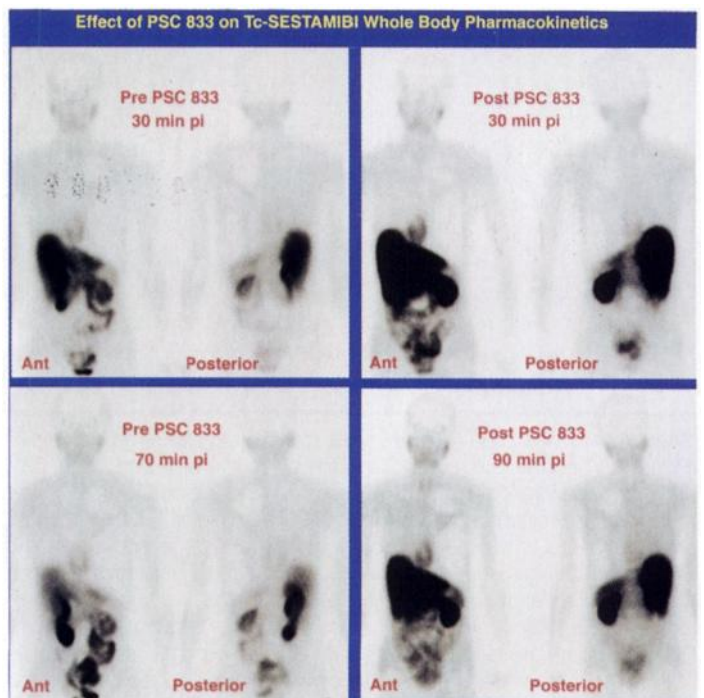 Effect of PSC 833 on Tc-SESTAMIBI Whole Body Pharmacokinetics
Pre PSC 833
30 min pi
Ant
Posterior
Post PSC 833
30 min pi
Ant
Posterior
Pre PSC 833
70 min pi
Ant
Posterior
Post PSC 833
90 min pi
Ant
Posterior